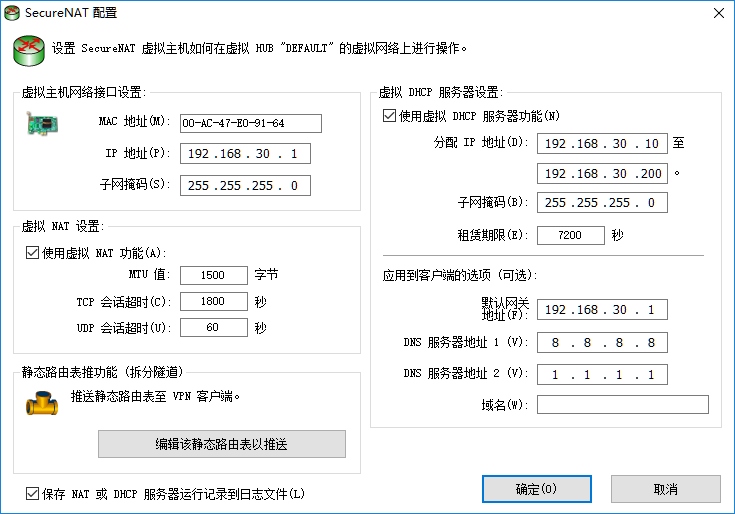 SecureNAT 配置
设置 SecureNAT 虚拟主机如何在虚拟 HUB "DEFAULT" 的虚拟网络上进行操作。
虚拟主机网络接口设置:
MAC 地址(M): 00-AC-47-E0-91-64
IP 地址(P): 192.168.30.1
子网掩码(S): 255.255.255.0
虚拟 NAT 设置:
使用虚拟 NAT 功能(A):
MTU 值: 1500 字节
TCP 会话超时(C): 1800 秒
UDP 会话超时(U): 60 秒
静态路由表推功能 (拆分隧道)
推送静态路由表至 VPN 客户端。
编辑该静态路由表以推送
保存 NAT 或 DHCP 服务器运行记录到日志文件(L)
虚拟 DHCP 服务器设置:
使用虚拟 DHCP 服务器功能(N)
分配 IP 地址(D): 192.168.30.10 至
192.168.30.200 。
子网掩码(B): 255.255.255.0
租赁期限(E): 7200 秒
应用到客户端的选项 (可选):
默认网关
地址(F): 192.168.30.1
DNS 服务器地址 1 (V): 8.8.8.8
DNS 服务器地址 2 (V): 1.1.1.1
域名(W):
确定(O)
取消